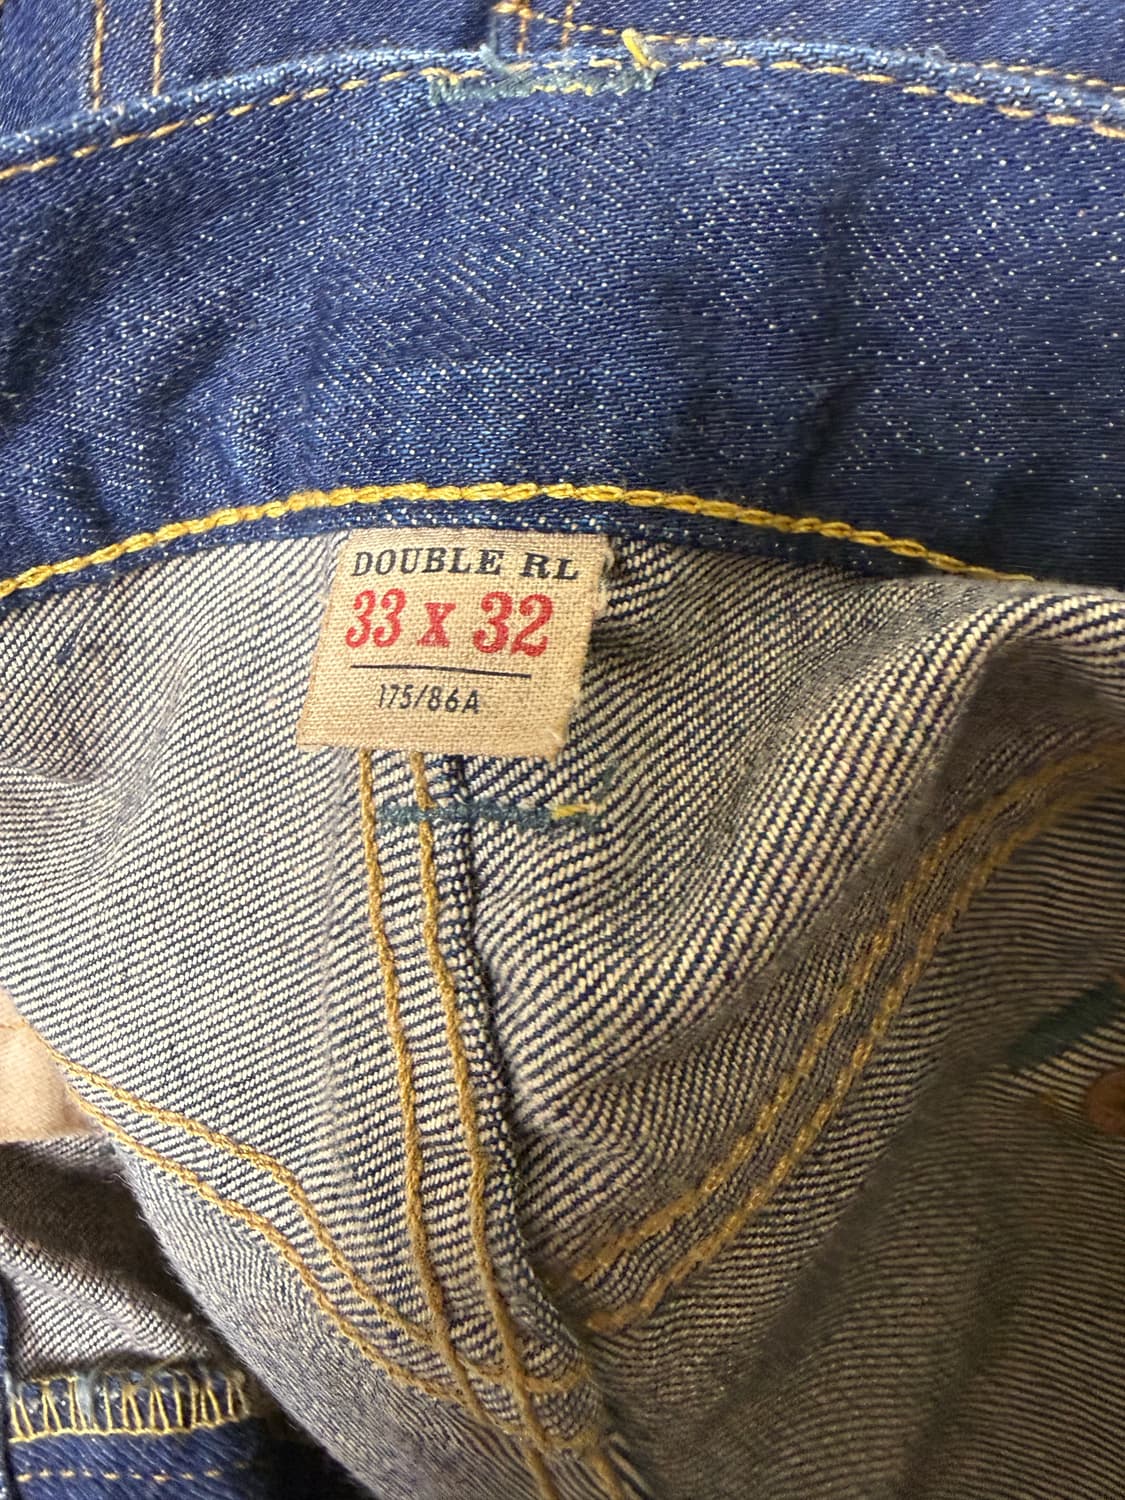 DOUBLE RL
33 x 32
175/86A